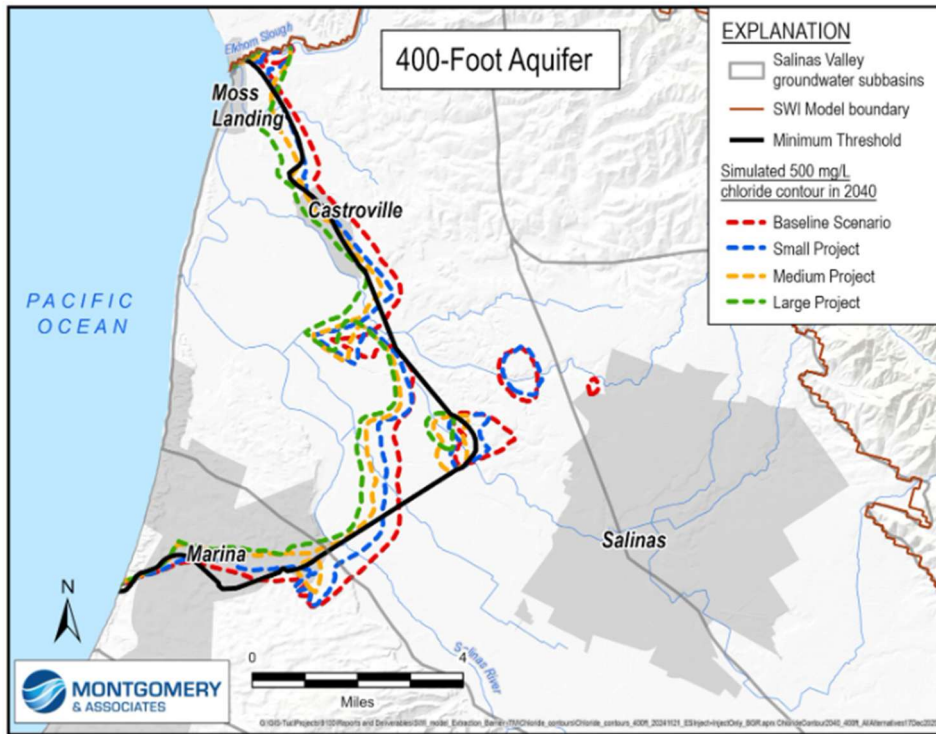 400-Foot Aquifer
EXPLANATION
Salinas Valley
groundwater subbasins
SWI Model boundary
Minimum Threshold
Simulated 500 mg/L
chloride contour in 2040
Baseline Scenario
Small Project
Medium Project
Large Project
Elkhorn Slough
Moss
Landing
Castroville
PACIFIC
OCEAN
Marina
Salinas
Salinas River
N
0 4
Miles
MONTGOMERY
& ASSOCIATES